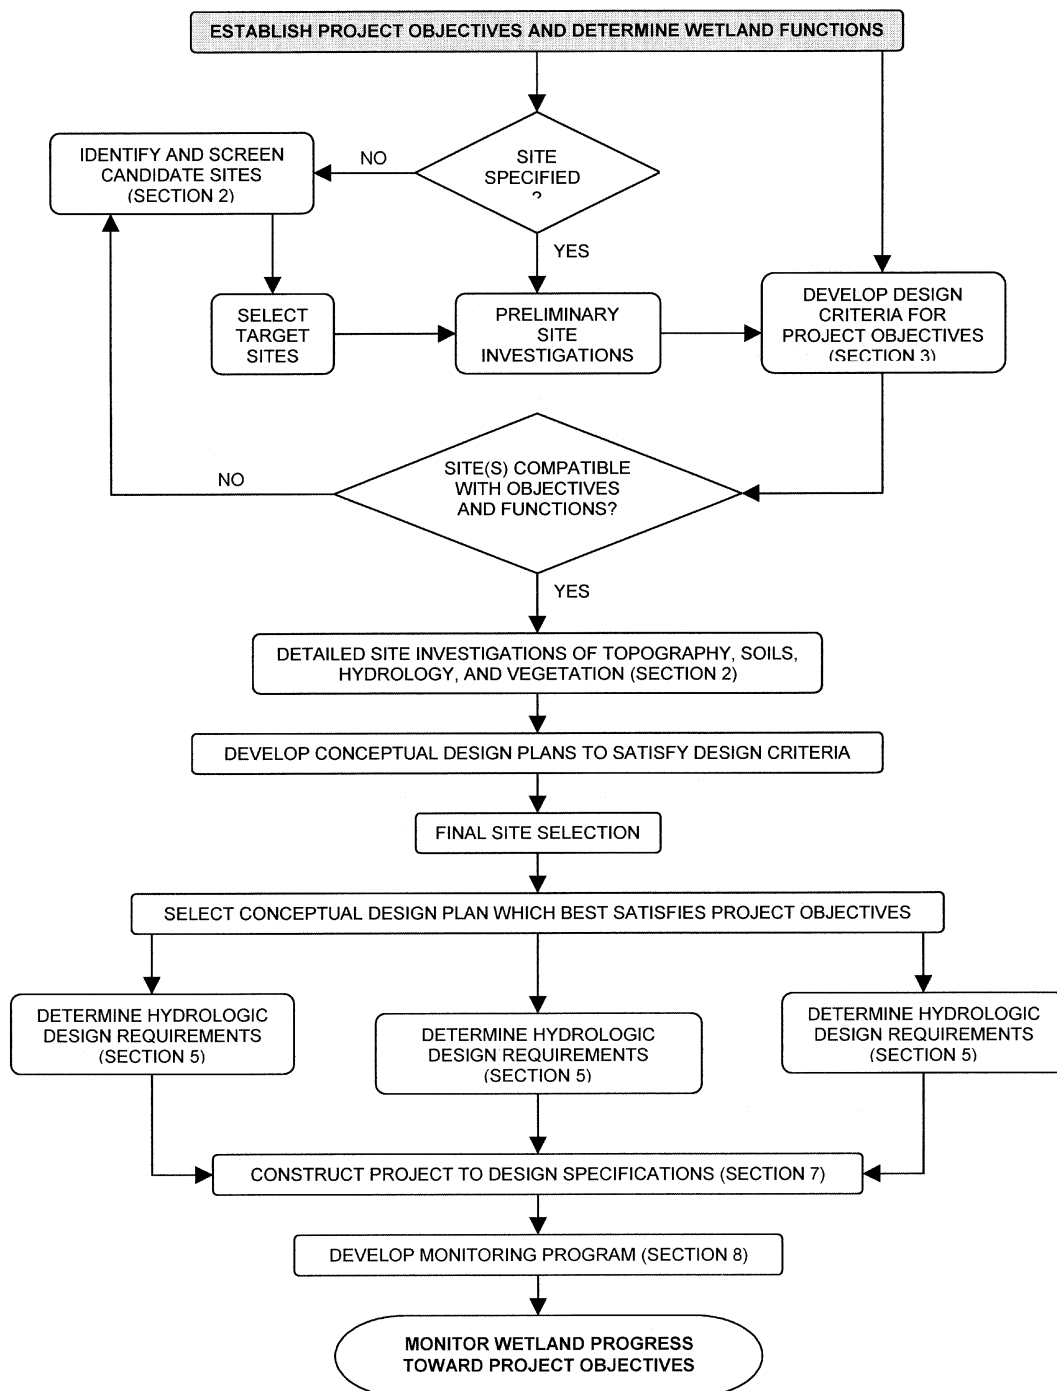 ESTABLISH PROJECT OBJECTIVES AND DETERMINE WETLAND FUNCTIONS
SITE
SPECIFIED
?
NO
YES
IDENTIFY AND SCREEN
CANDIDATE SITES
(SECTION 2)
SELECT
TARGET
SITES
PRELIMINARY
SITE
INVESTIGATIONS
DEVELOP DESIGN
CRITERIA FOR
PROJECT OBJECTIVES
(SECTION 3)
SITE(S) COMPATIBLE
WITH OBJECTIVES
AND FUNCTIONS?
NO
YES
DETAILED SITE INVESTIGATIONS OF TOPOGRAPHY, SOILS,
HYDROLOGY, AND VEGETATION (SECTION 2)
DEVELOP CONCEPTUAL DESIGN PLANS TO SATISFY DESIGN CRITERIA
FINAL SITE SELECTION
SELECT CONCEPTUAL DESIGN PLAN WHICH BEST SATISFIES PROJECT OBJECTIVES
DETERMINE HYDROLOGIC
DESIGN REQUIREMENTS
(SECTION 5)
DETERMINE HYDROLOGIC
DESIGN REQUIREMENTS
(SECTION 5)
DETERMINE HYDROLOGIC
DESIGN REQUIREMENTS
(SECTION 5)
CONSTRUCT PROJECT TO DESIGN SPECIFICATIONS (SECTION 7)
DEVELOP MONITORING PROGRAM (SECTION 8)
MONITOR WETLAND PROGRESS
TOWARD PROJECT OBJECTIVES